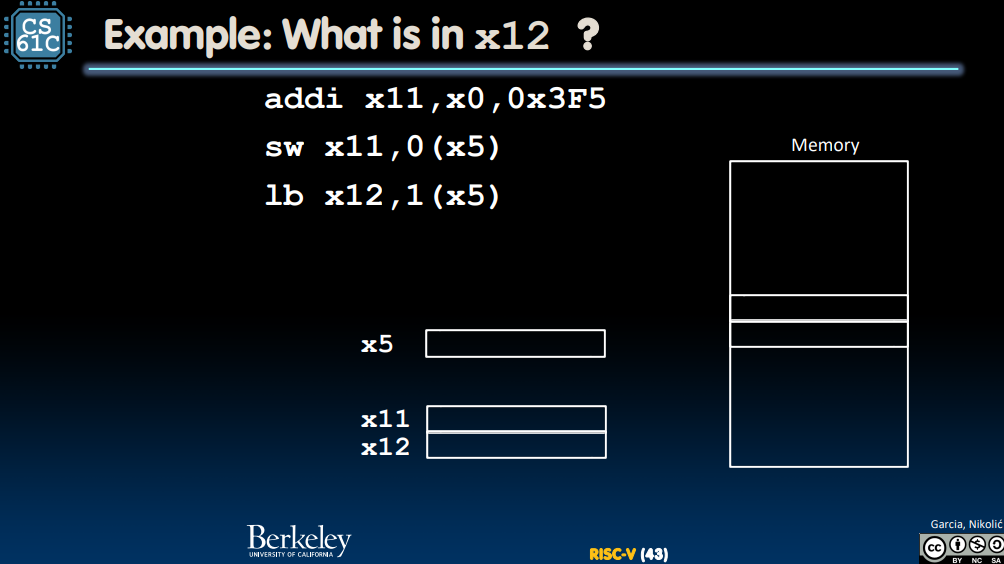 CS
61C
Example: What is in x12 ?
addi x11,x0,0x3F5
sw x11,0(x5)
lb x12,1(x5)
Memory
x5
x11
x12
Berkeley
UNIVERSITY OF CALIFORNIA
RISC-V (43)
Garcia, Nikolić
cc
BY NC SA